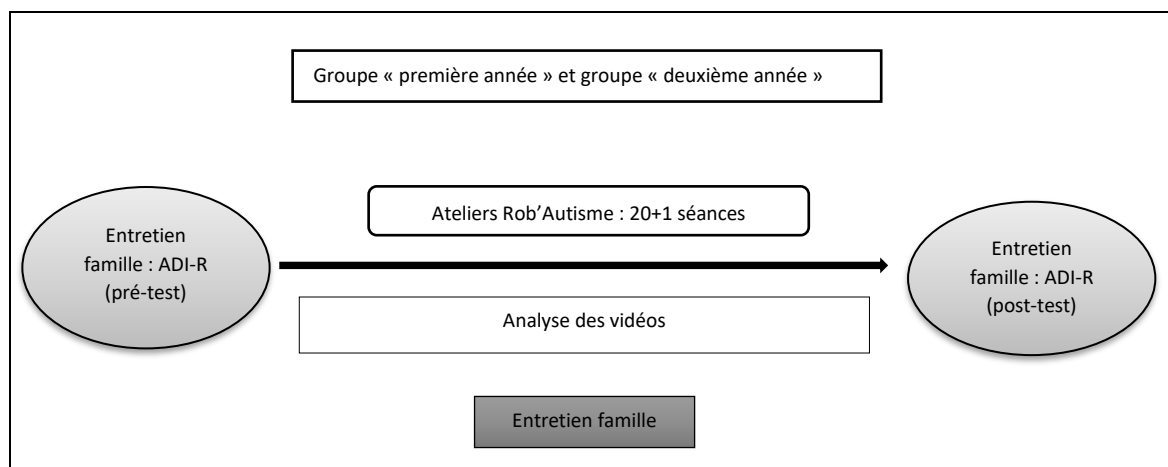 Groupe « première année » et groupe « deuxième année »
Ateliers Rob’Autisme : 20+1 séances
Entretien
famille : ADI-R
(pré-test)
Entretien
famille : ADI-R
(post-test)
Analyse des vidéos
Entretien famille